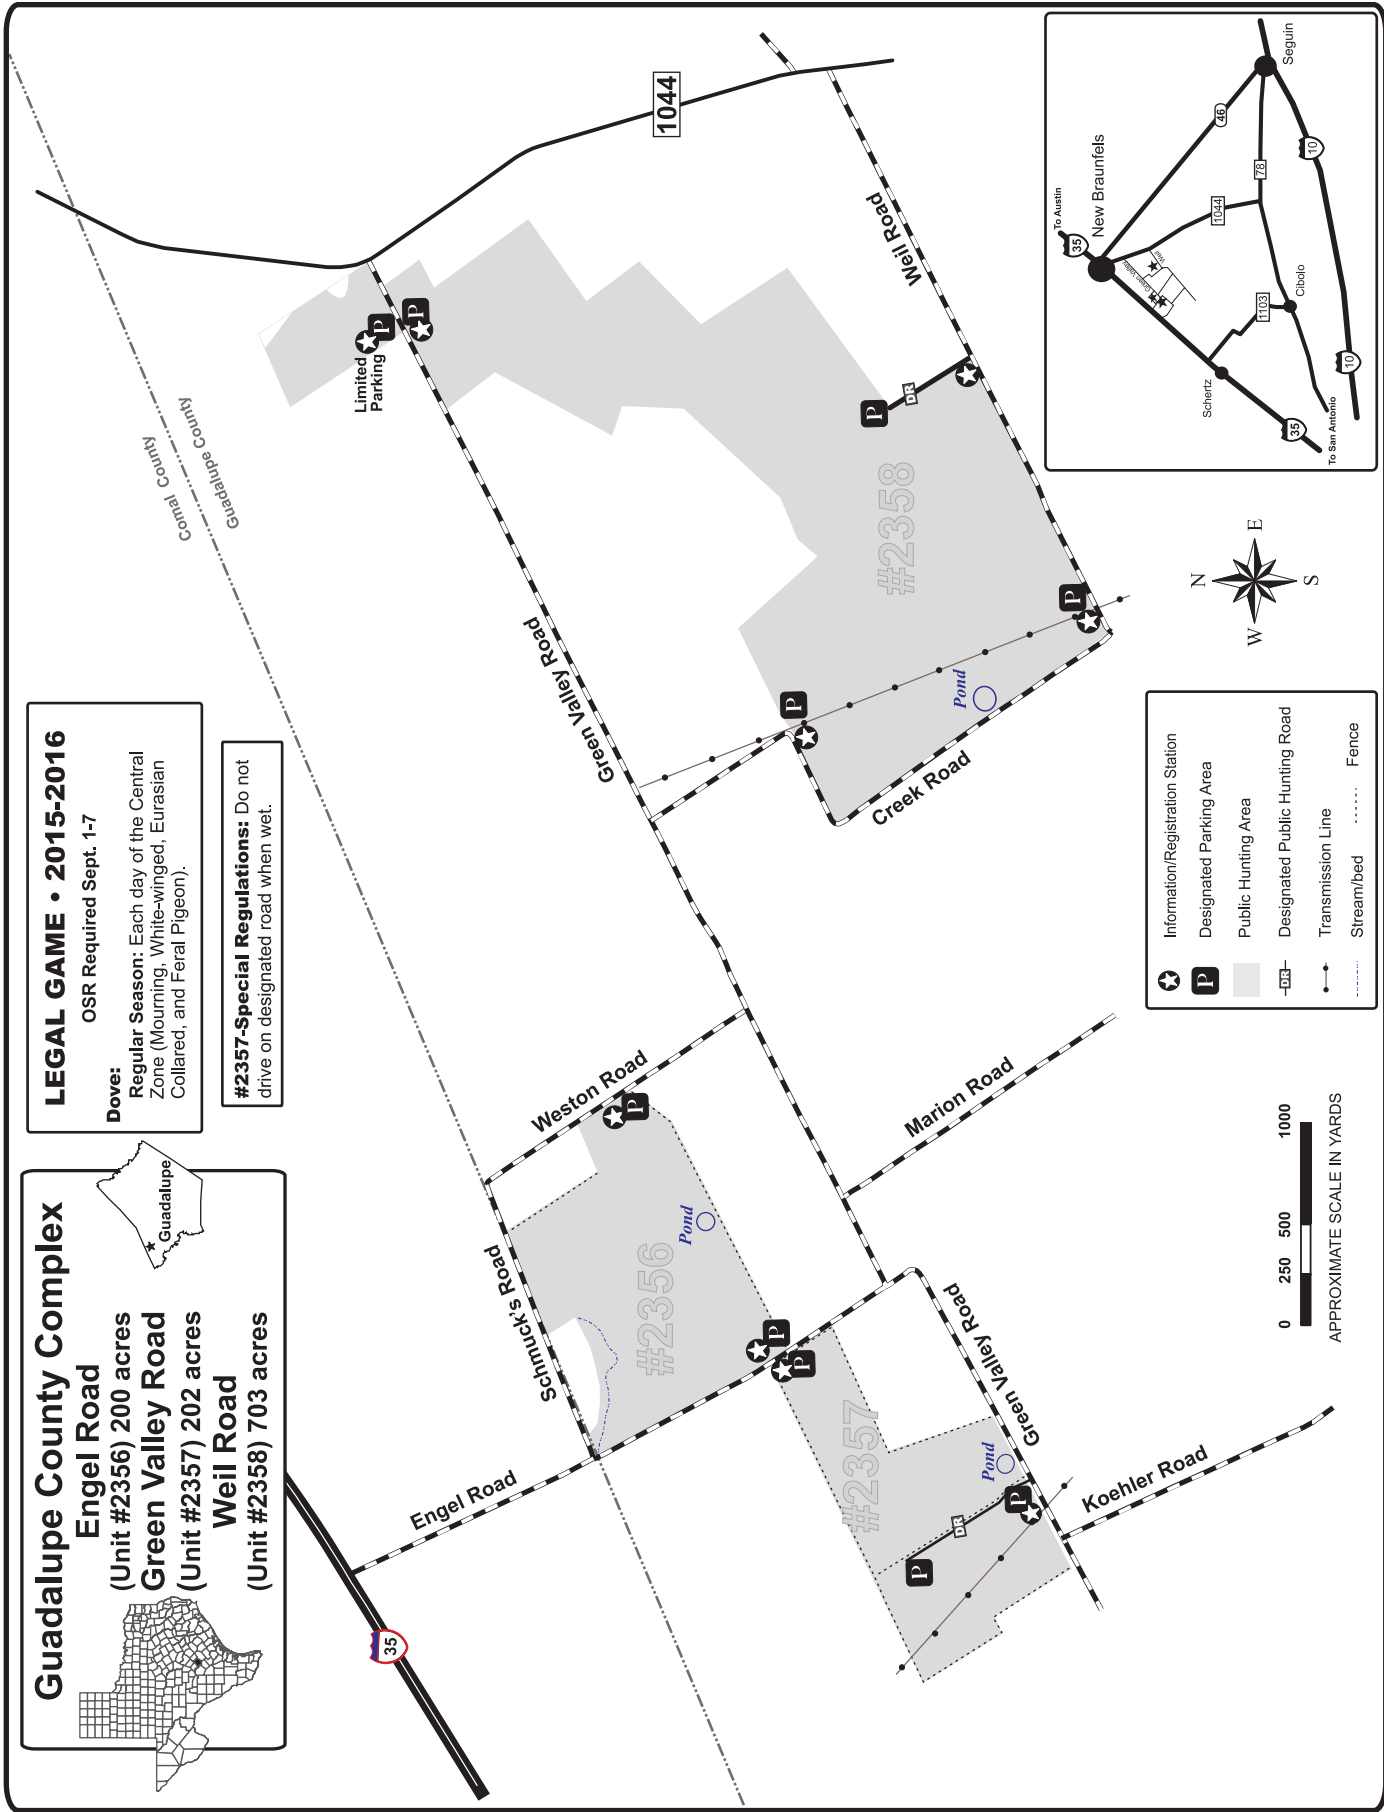 Guadalupe County Complex
Engel Road
(Unit #2356) 200 acres
Green Valley Road
(Unit #2357) 202 acres
Weil Road
(Unit #2358) 703 acres
Guadalupe
LEGAL GAME • 2015-2016
OSR Required Sept. 1-7
Dove:
Regular Season: Each day of the Central
Zone (Mourning, White-winged, Eurasian
Collared, and Feral Pigeon).
#2357-Special Regulations: Do not
drive on designated road when wet.
Comal County
Guadalupe County
35
Engel Road
Schmuck's Road
Weston Road
Green Valley Road
Limited
Parking
P
P
1044
#2356
Pond
P
P
P
#2357
P
DR
P
Pond
Green Valley Road
Koehler Road
Marion Road
#2358
P
DR
P
P
Pond
Creek Road
Weil Road
0 250 500 1000
APPROXIMATE SCALE IN YARDS
Information/Registration Station
P Designated Parking Area
Public Hunting Area
DR Designated Public Hunting Road
Transmission Line
Stream/bed
Fence
N
W E
S
To Austin
35
New Braunfels
Green Valley
Weil
46
1044
78
Seguin
Schertz
1103
Cibolo
35
To San Antonio
10
10